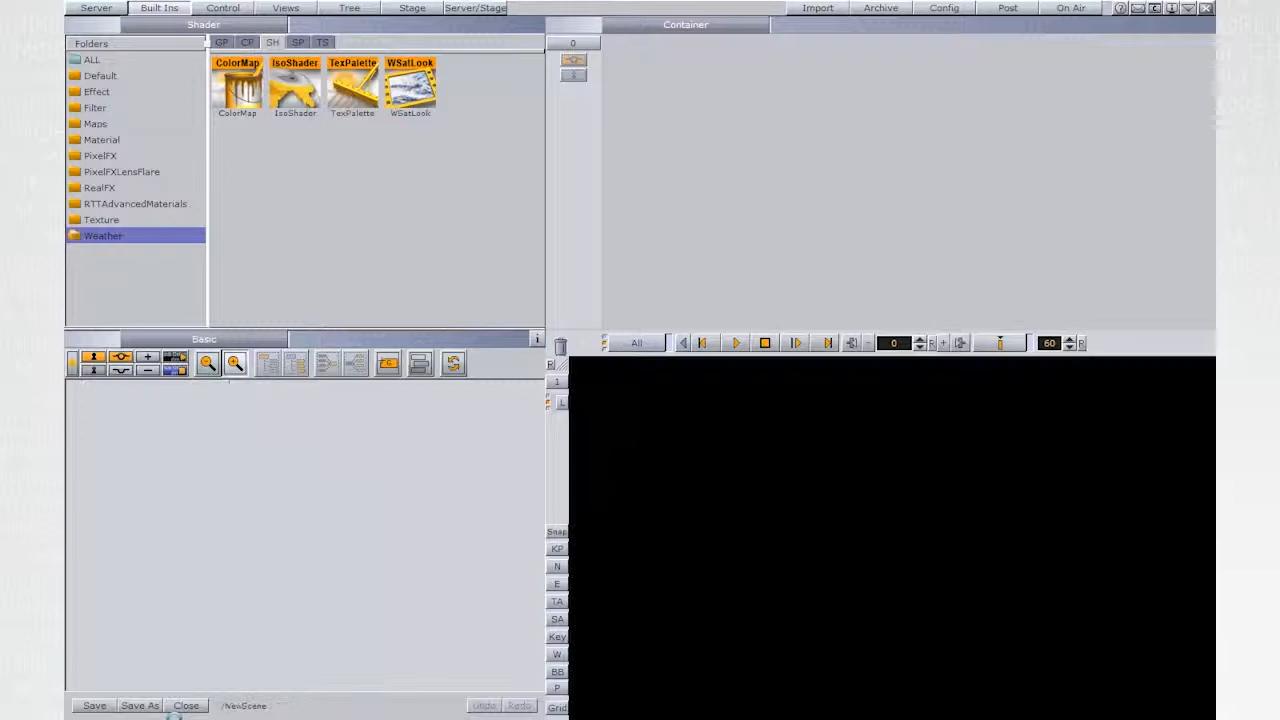 Server Built Ins Control Views Tree Stage Server/Stage Import Archive Config Post On Air
Shader Container
Folders GP CP SH SP TS 0
ALL
Default
Effect
Filter
Maps
Material
PixelFX
PixelFXLensFlare
RealFX
RTTAdvancedMaterials
Texture
Weather
ColorMap IsoShader TexPalette WSatLook
ColorMap IsoShader TexPalette WSatLook
Basic i All 0 R 60 R
R
1
L
Snap
KP
N
E
TA
SA
Key
W
BB
P
Grid
Save Save As Close /NewScene Undo Redo